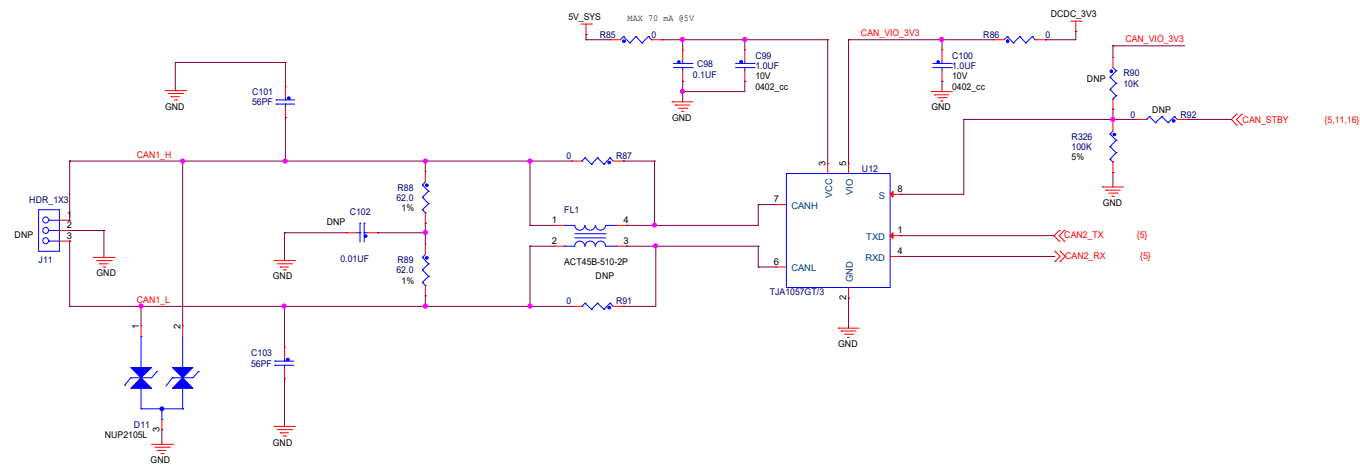 5V_SYS
MAX 70 mA @5V
DCDC_3V3
R85
0
CAN_VIO_3V3
R86
0
CAN_VIO_3V3
C98
0.1UF
C99
1.0UF
10V
0402_cc
C100
1.0UF
10V
0402_cc
DNP
R90
10K
GND
GND
GND
C101
56PF
DNP
0
R92
CAN_STBY
{5,11,16}
R326
100K
5%
GND
CAN1_H
0
R87
3
5
U12
VCC
VIO
S
8
R88
62.0
1%
HDR_1X3
1
2
3
DNP
J11
GND
C102
DNP
0.01UF
GND
FL1
1
4
2
3
ACT45B-510-2P
DNP
7
CANH
TXD
1
CAN2_TX
{5}
RXD
4
CAN2_RX
{5}
6
CANL
GND
R89
62.0
1%
TJA1057GT/3
2
GND
CAN1_L
0
R91
1
2
C103
56PF
GND
D11
NUP2105L
3
GND